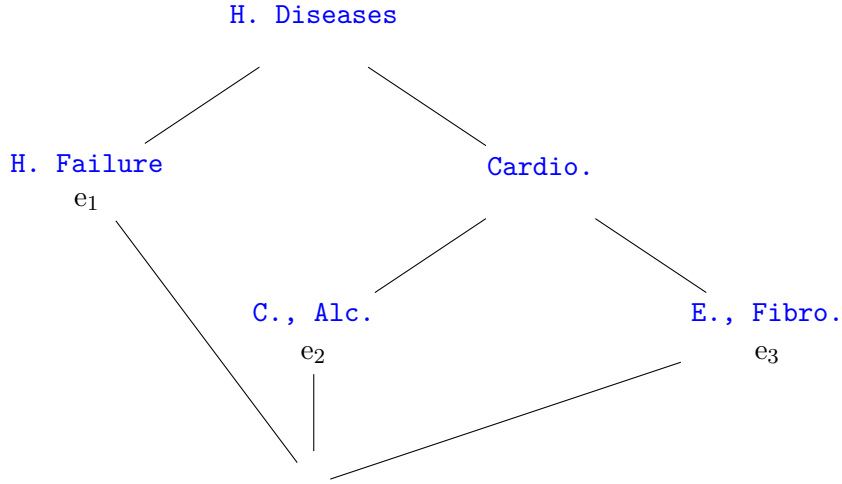 H. Diseases
H. Failure
e₁
Cardio.
C., Alc.
e₂
E., Fibro.
e₃